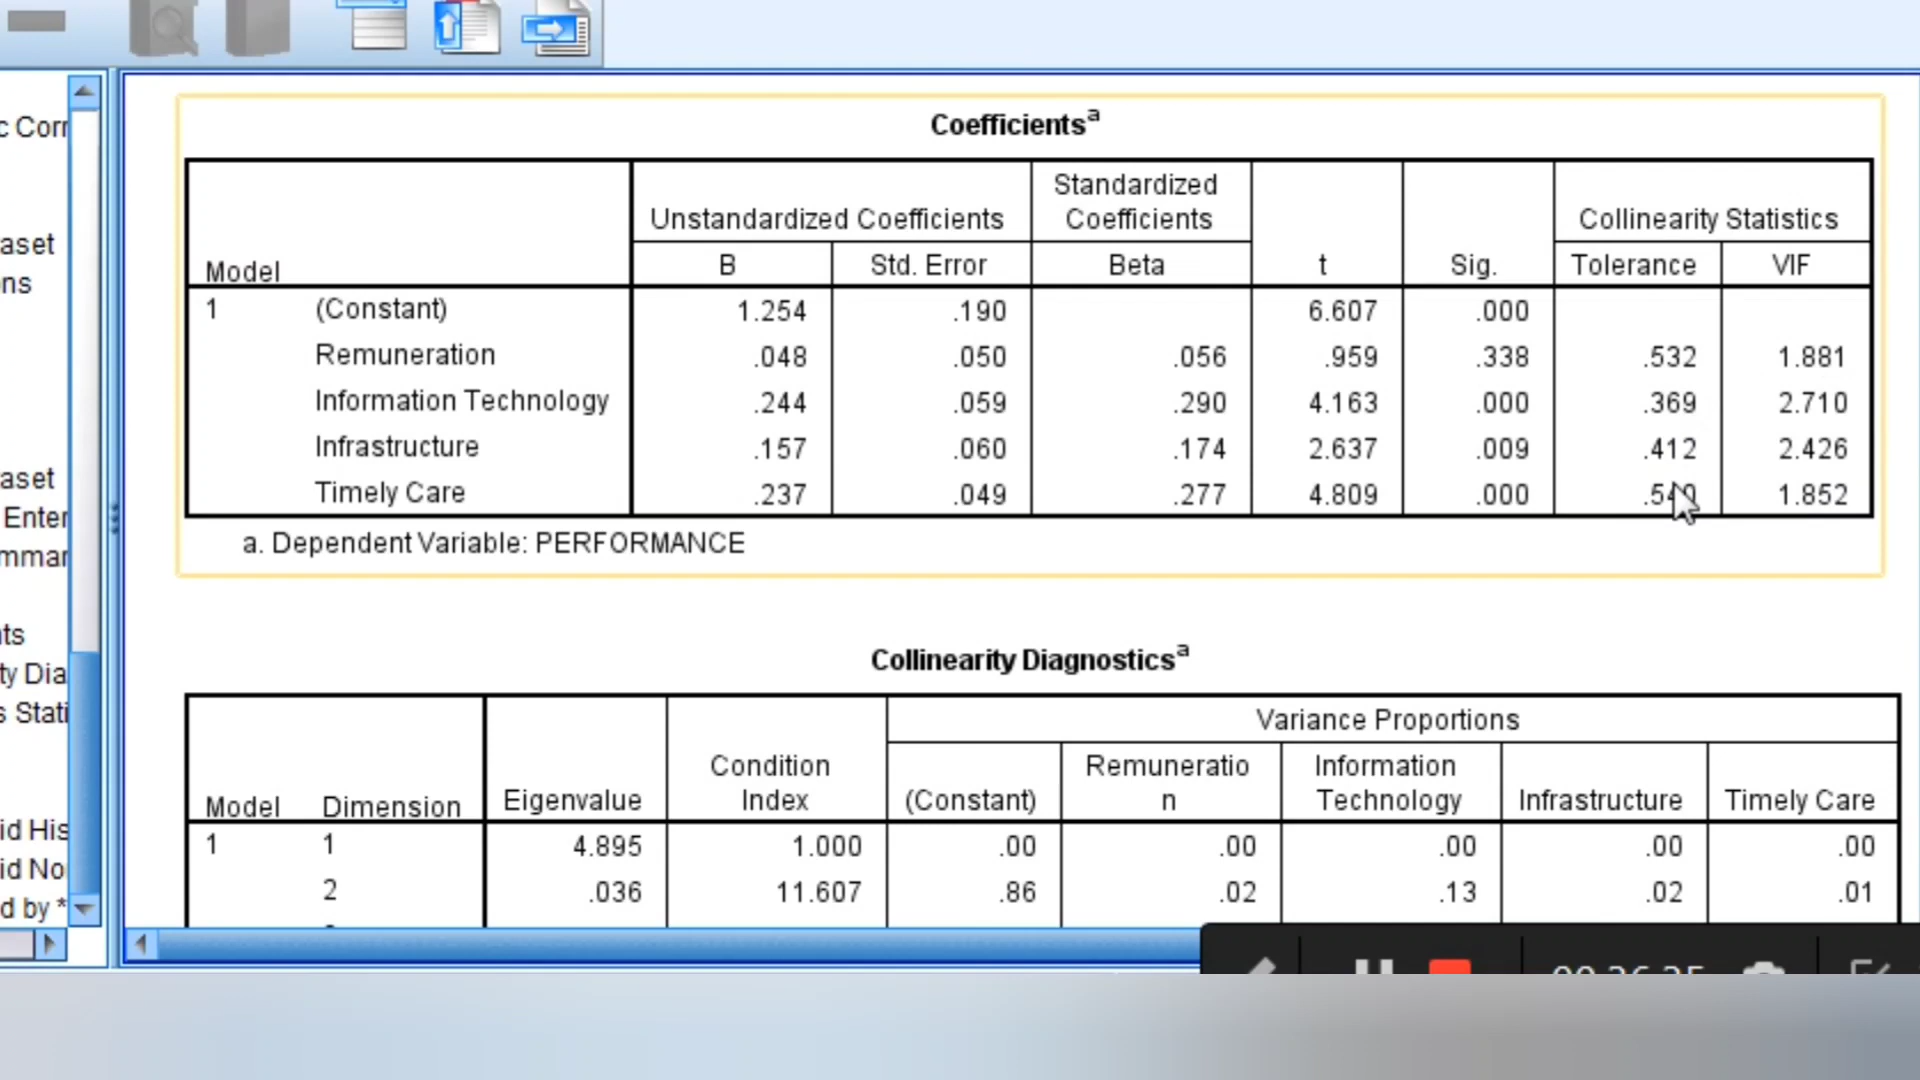 c Corr
aset
ns
aset
Enter
mmar
ts
ty Dia
s Stati
id His
id No
d by *
Coefficientsa
Model Unstandardized Coefficients Standardized Coefficients t Sig. Collinearity Statistics
B Std. Error Beta Tolerance VIF
1 (Constant) 1.254 .190 6.607 .000
Remuneration .048 .050 .056 .959 .338 .532 1.881
Information Technology .244 .059 .290 4.163 .000 .369 2.710
Infrastructure .157 .060 .174 2.637 .009 .412 2.426
Timely Care .237 .049 .277 4.809 .000 1.852
a. Dependent Variable: PERFORMANCE
Collinearity Diagnosticsa
Model Dimension Eigenvalue Condition Index Variance Proportions
(Constant) Remuneratio n Information Technology Infrastructure Timely Care
1 1 4.895 1.000 .00 .00 .00 .00 .00
2 .036 11.607 .86 .02 .13 .02 .01